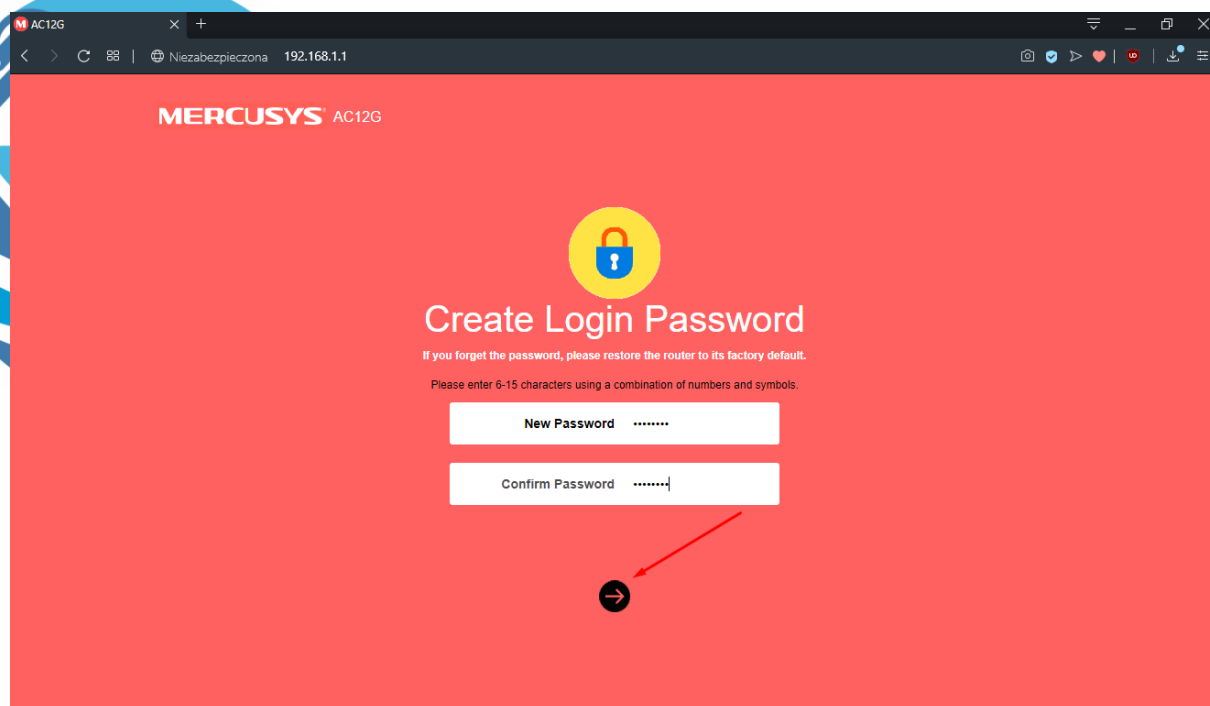 AC12G
Niezabezpieczona 192.168.1.1
MERCUSYS AC12G
Create Login Password
If you forget the password, please restore the router to its factory default.
Please enter 6-15 characters using a combination of numbers and symbols.
New Password ••••••••
Confirm Password ••••••••